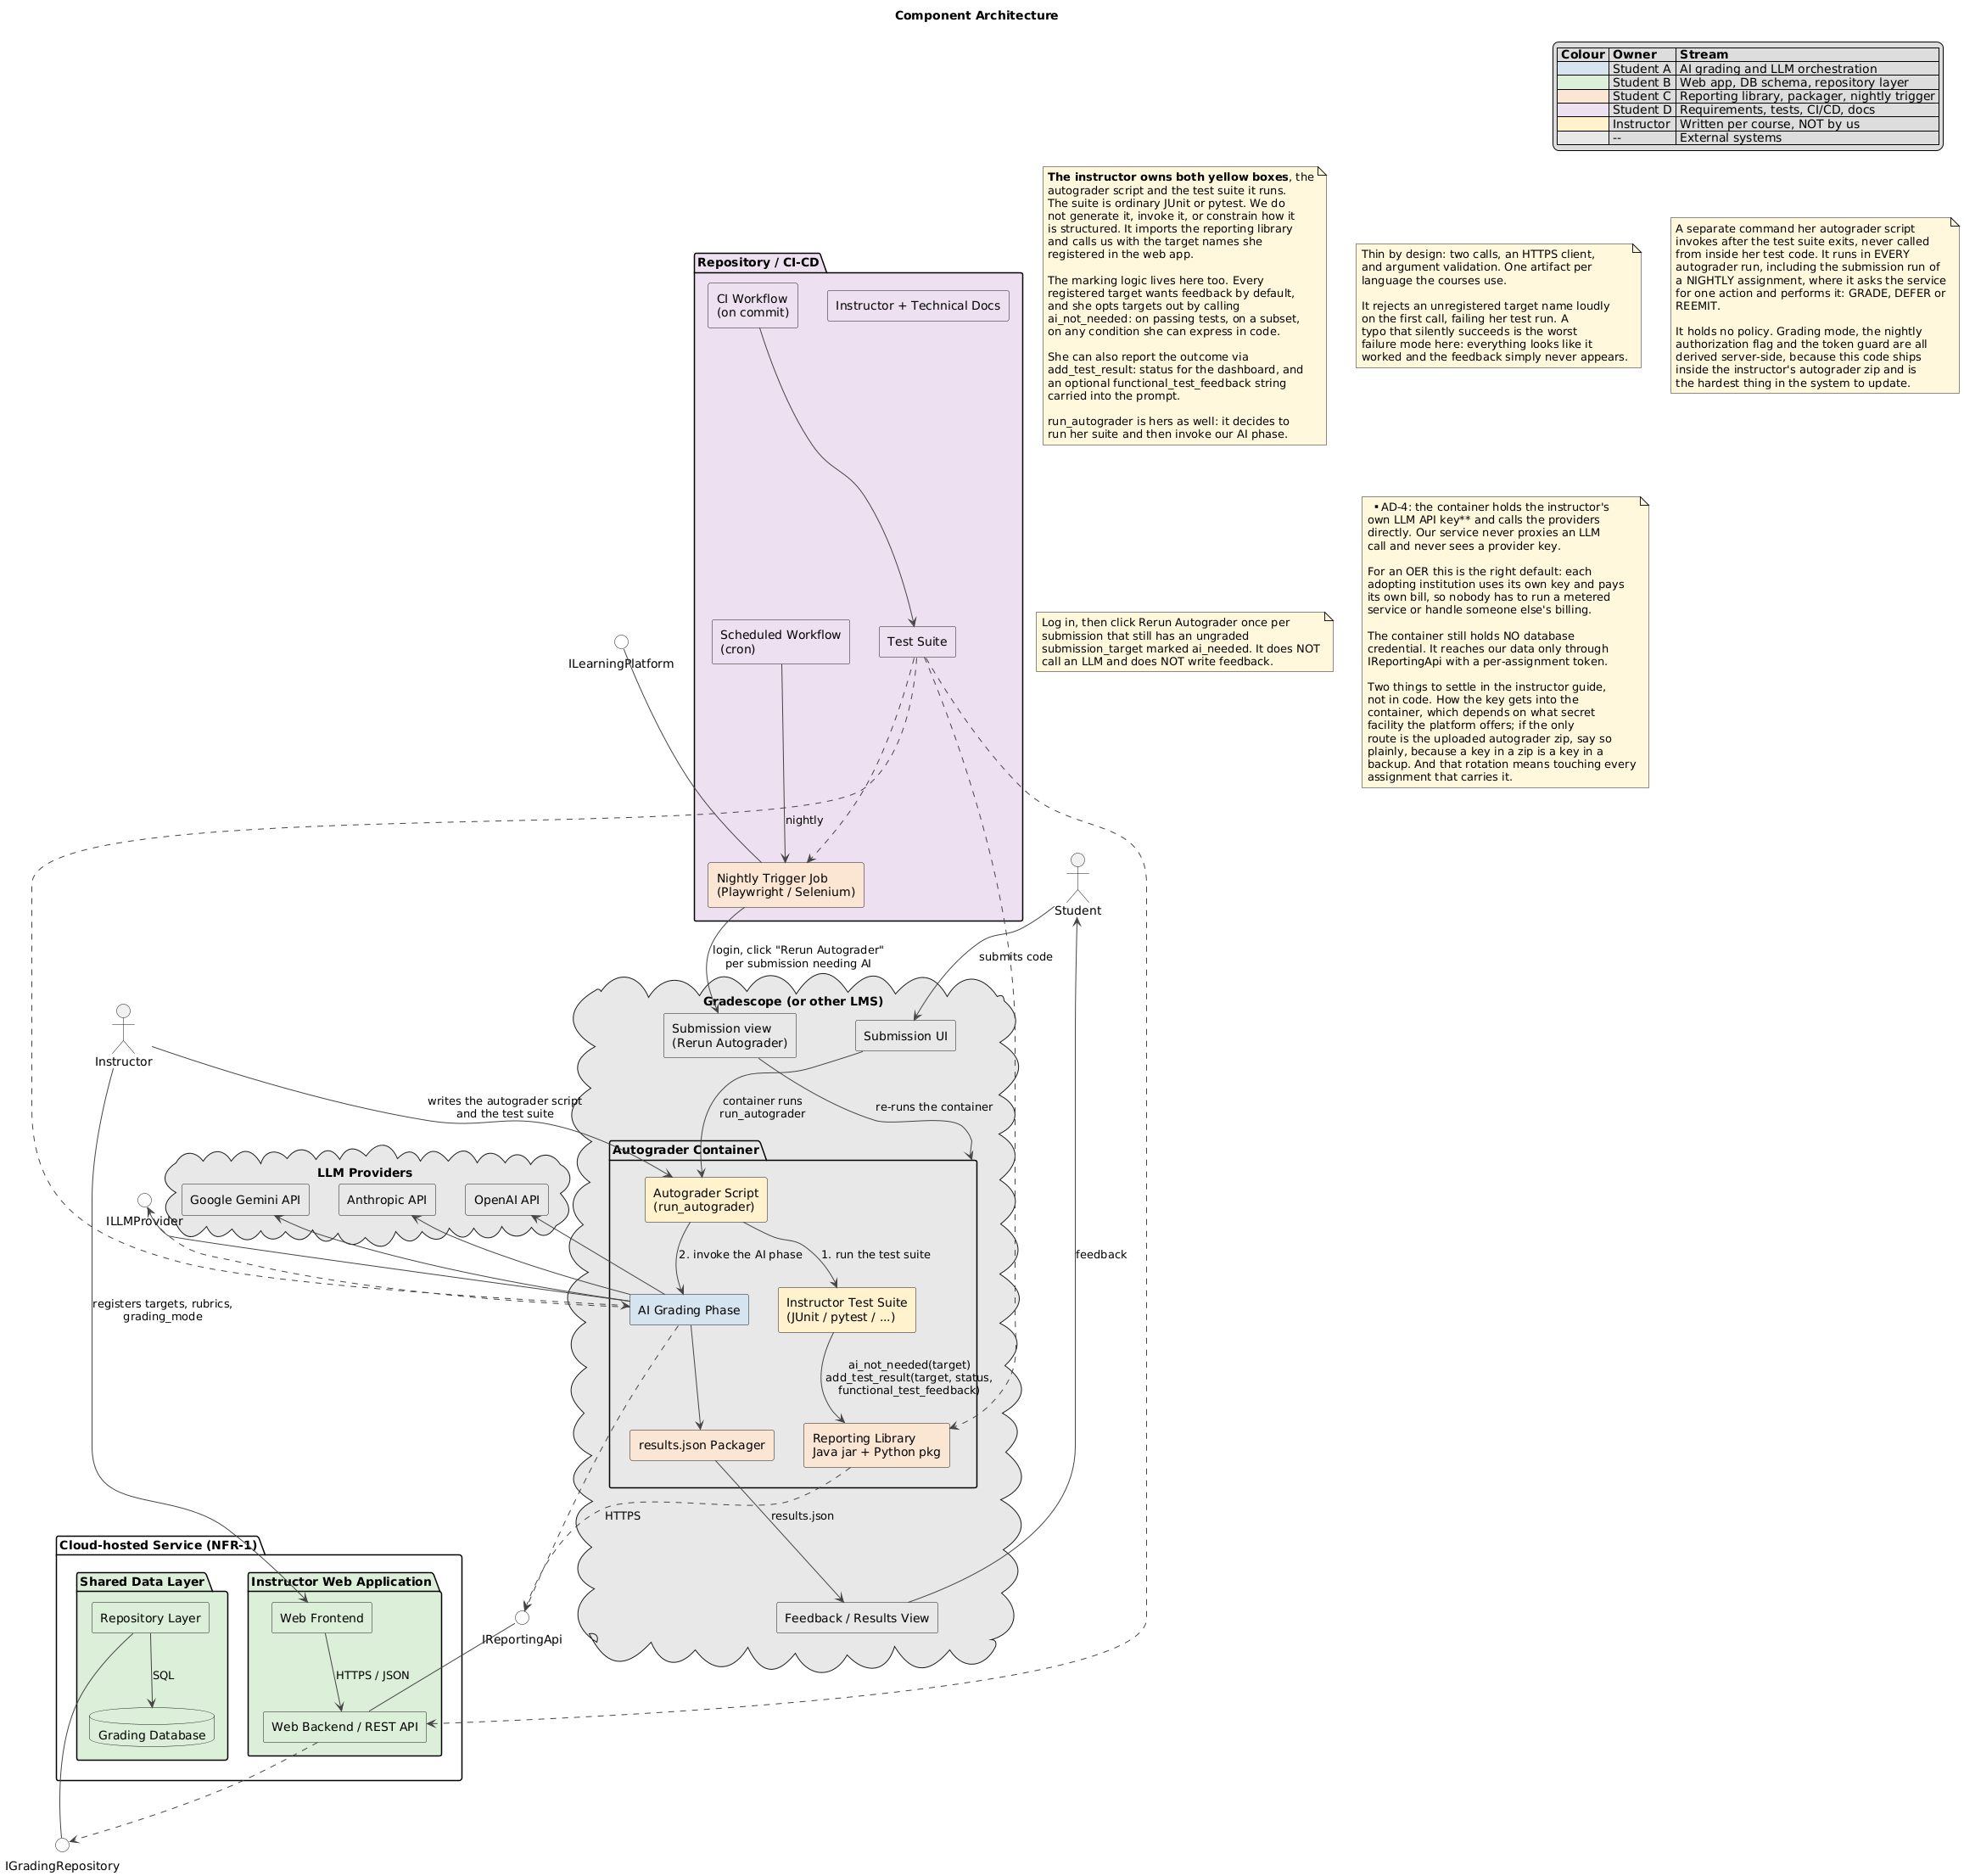 Component Architecture
Colour Owner Stream
Student A AI grading and LLM orchestration
Student B Web app, DB schema, repository layer
Student C Reporting library, packager, nightly trigger
Student D Requirements, tests, CI/CD, docs
Instructor Written per course, NOT by us
-- External systems
The instructor owns both yellow boxes, the
autograder script and the test suite it runs.
The suite is ordinary JUnit or pytest. We do
not generate it, invoke it, or constrain how it
is structured. It imports the reporting library
and calls us with the target names she
registered in the web app.
The marking logic lives here too. Every
registered target wants feedback by default,
and she opts targets out by calling
ai_not_needed: on passing tests, on a subset,
on any condition she can express in code.
She can also report the outcome via
add_test_result: status for the dashboard, and
an optional functional_test_feedback string
carried into the prompt.
run_autograder is hers as well: it decides to
run her suite and then invoke our AI phase.
Thin by design: two calls, an HTTPS client,
and argument validation. One artifact per
language the courses use.
It rejects an unregistered target name loudly
on the first call, failing her test run. A
typo that silently succeeds is the worst
failure mode here: everything looks like it
worked and the feedback simply never appears.
A separate command her autograder script
invokes after the test suite exits, never called
from inside her test code. It runs in EVERY
autograder run, including the submission run of
a NIGHTLY assignment, where it asks the service
for one action and performs it: GRADE, DEFER or
REEMIT.
It holds no policy. Grading mode, the nightly
authorization flag and the token guard are all
derived server-side, because this code ships
inside the instructor's autograder zip and is
the hardest thing in the system to update.
Repository / CI-CD
CI Workflow
(on commit)
Instructor + Technical Docs
• AD-4: the container holds the instructor's
own LLM API key** and calls the providers
directly. Our service never proxies an LLM
call and never sees a provider key.
For an OER this is the right default: each
adopting institution uses its own key and pays
its own bill, so nobody has to run a metered
service or handle someone else's billing.
The container still holds NO database
credential. It reaches our data only through
IReportingApi with a per-assignment token.
Two things to settle in the instructor guide,
not in code. How the key gets into the
container, which depends on what secret
facility the platform offers; if the only
route is the uploaded autograder zip, say so
plainly, because a key in a zip is a key in a
backup. And that rotation means touching every
assignment that carries it.
Log in, then click Rerun Autograder once per
submission that still has an ungraded
submission_target marked ai_needed. It does NOT
call an LLM and does NOT write feedback.
ILearningPlatform
Scheduled Workflow
(cron)
Test Suite
nightly
Nightly Trigger Job
(Playwright / Selenium)
Student
login, click "Rerun Autograder"
per submission needing AI
submits code
Gradescope (or other LMS)
Submission view
(Rerun Autograder)
Submission UI
Instructor
writes the autograder script
and the test suite
container runs
run_autograder
re-runs the container
Autograder Container
LLM Providers
Google Gemini API
Anthropic API
OpenAI API
ILLMProvider
Autograder Script
(run_autograder)
2. invoke the AI phase
1. run the test suite
feedback
registers targets, rubrics,
grading_mode
AI Grading Phase
Instructor Test Suite
(JUnit / pytest / ...)
ai_not_needed(target)
add_test_result(target, status,
functional_test_feedback)
results.json Packager
Reporting Library
Java jar + Python pkg
HTTPS
results.json
Cloud-hosted Service (NFR-1)
Shared Data Layer
Instructor Web Application
Repository Layer
Web Frontend
Feedback / Results View
IReportingApi
SQL
HTTPS / JSON
Grading Database
Web Backend / REST API
IGradingRepository